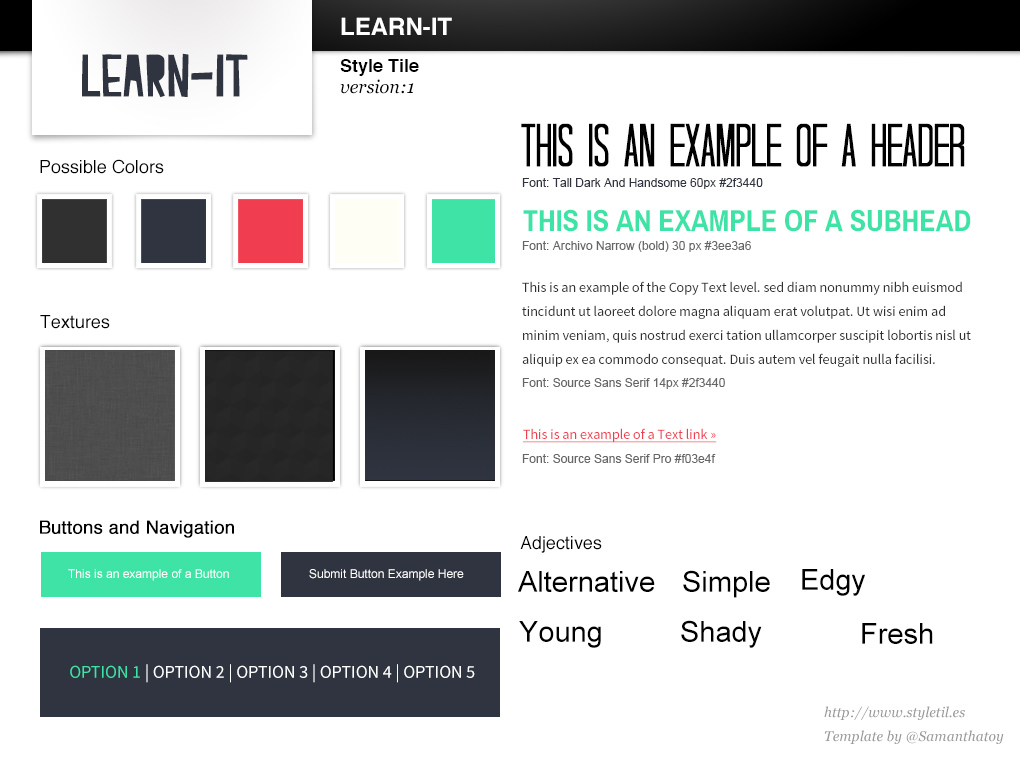 LEARN-IT
LEARN-IT
Style Tile
version:1
Possible Colors
Textures
Buttons and Navigation
This is an example of a Button
Submit Button Example Here
OPTION 1 | OPTION 2 | OPTION 3 | OPTION 4 | OPTION 5
THIS IS AN EXAMPLE OF A HEADER
Font: Tall Dark And Handsome 60px #2f3440
THIS IS AN EXAMPLE OF A SUBHEAD
Font: Archivo Narrow (bold) 30 px #3ee3a6
This is an example of the Copy Text level. sed diam nonummy nibh euismod
tincidunt ut laoreet dolore magna aliquam erat volutpat. Ut wisi enim ad
minim veniam, quis nostrud exerci tation ullamcorper suscipit lobortis nisl ut
aliquip ex ea commodo consequat. Duis autem vel feugait nulla facilisi.
Font: Source Sans Serif 14px #2f3440
This is an example of a Text link »
Font: Source Sans Serif Pro #f03e4f
Adjectives
Alternative Simple Edgy
Young Shady Fresh
http://www.styletil.es
Template by @Samanthatoy